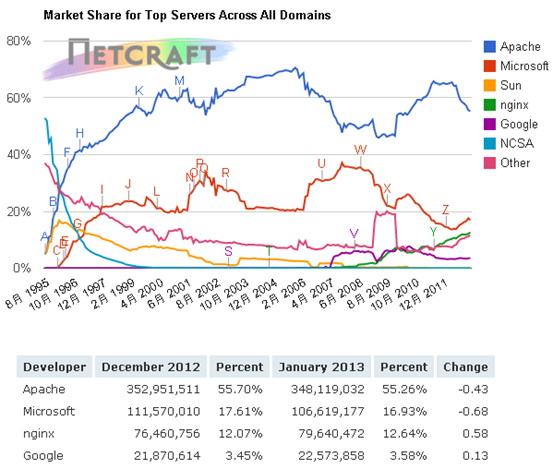 Market Share for Top Servers Across All Domains
NETCRAFT
80%
60%
40%
20%
0%
Apache
Microsoft
Sun
nginx
Google
NCSA
Other
A
B
C
E
F
G
H
I
J
K
L
M
N
O
P
Q
R
S
T
U
V
W
X
Y
Z
8月 1995
10月 1996
12月 1997
2月 1999
4月 2000
6月 2001
8月 2002
10月 2003
12月 2004
2月 2006
4月 2007
6月 2008
8月 2009
10月 2010
12月 2011
Developer December 2012 Percent January 2013 Percent Change
Apache 352,951,511 55.70% 348,119,032 55.26% -0.43
Microsoft 111,570,010 17.61% 106,619,177 16.93% -0.68
nginx 76,460,756 12.07% 79,640,472 12.64% 0.58
Google 21,870,614 3.45% 22,573,858 3.58% 0.13